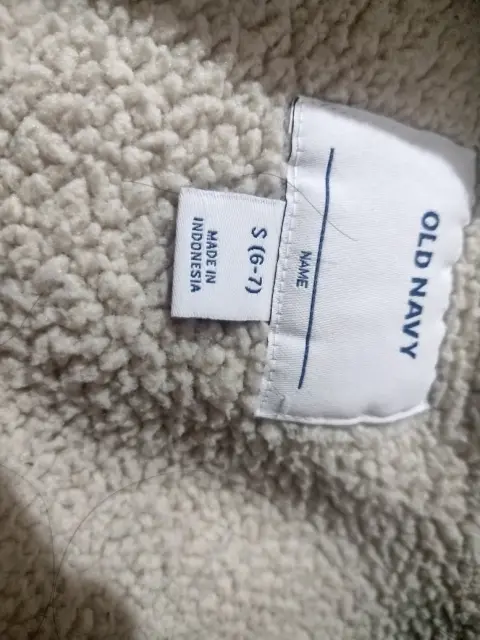 OLD NAVY
NAME
S (6-7)
MADE IN
INDONESIA